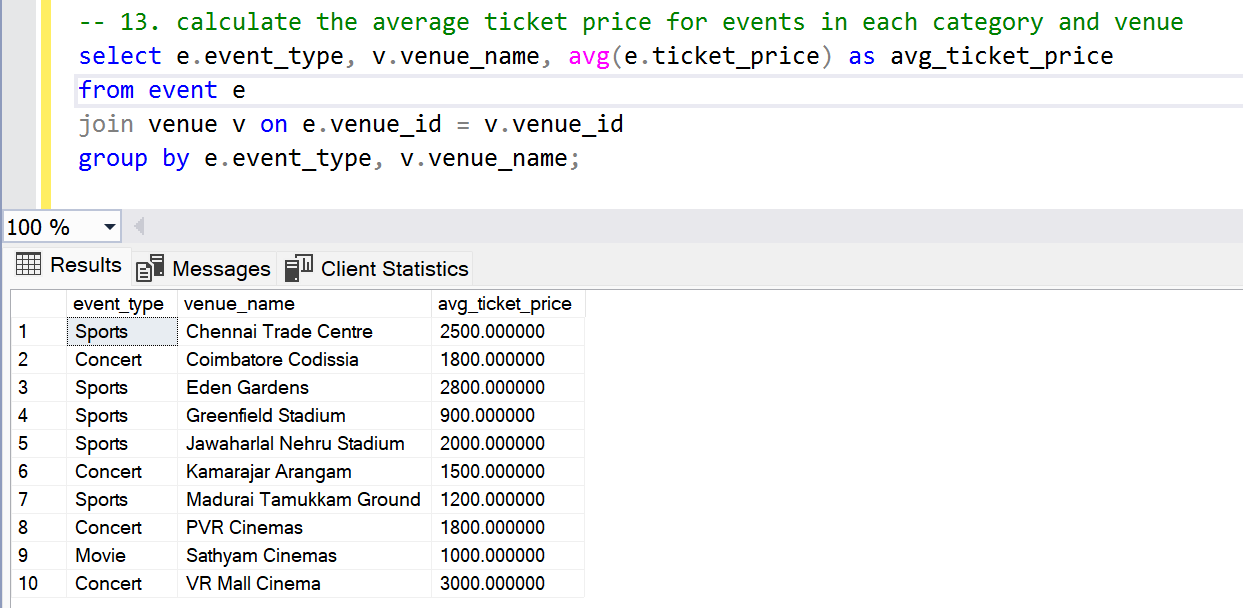 -- 13. calculate the average ticket price for events in each category and venue
select e.event_type, v.venue_name, avg(e.ticket_price) as avg_ticket_price
from event e
join venue v on e.venue_id = v.venue_id
group by e.event_type, v.venue_name;
100 %
Results Messages Client Statistics
event_type venue_name avg_ticket_price
1 Sports Chennai Trade Centre 2500.000000
2 Concert Coimbatore Codissia 1800.000000
3 Sports Eden Gardens 2800.000000
4 Sports Greenfield Stadium 900.000000
5 Sports Jawaharlal Nehru Stadium 2000.000000
6 Concert Kamarajar Arangam 1500.000000
7 Sports Madurai Tamukkam Ground 1200.000000
8 Concert PVR Cinemas 1800.000000
9 Movie Sathyam Cinemas 1000.000000
10 Concert VR Mall Cinema 3000.000000